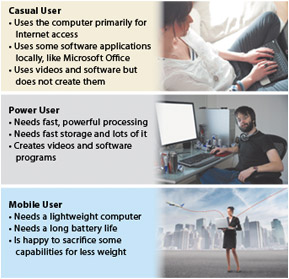 Casual User
• Uses the computer primarily for
Internet access
• Uses some software applications
locally, like Microsoft Office
• Uses videos and software but
does not create them
Power User
• Needs fast, powerful processing
• Needs fast storage and lots of it
• Creates videos and software
programs
Mobile User
• Needs a lightweight computer
• Needs a long battery life
• Is happy to sacrifice some
capabilities for less weight